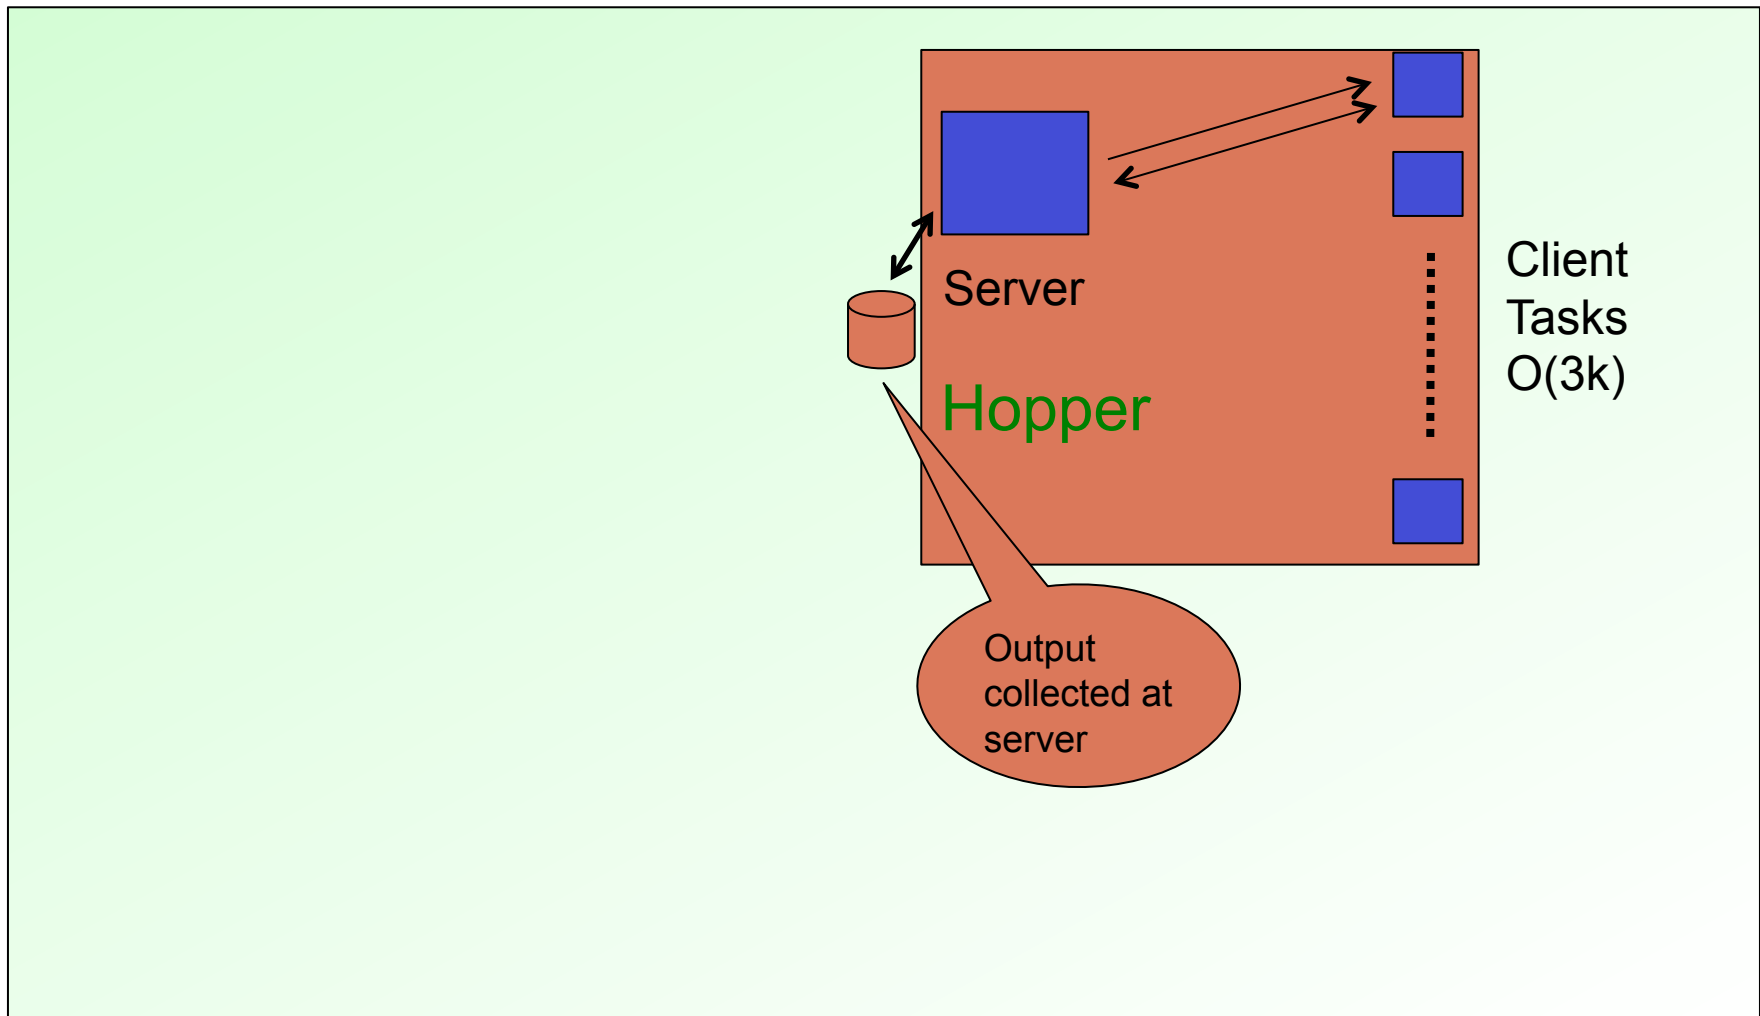 Server
Hopper
Client
Tasks
O(3k)
Output
collected at
server